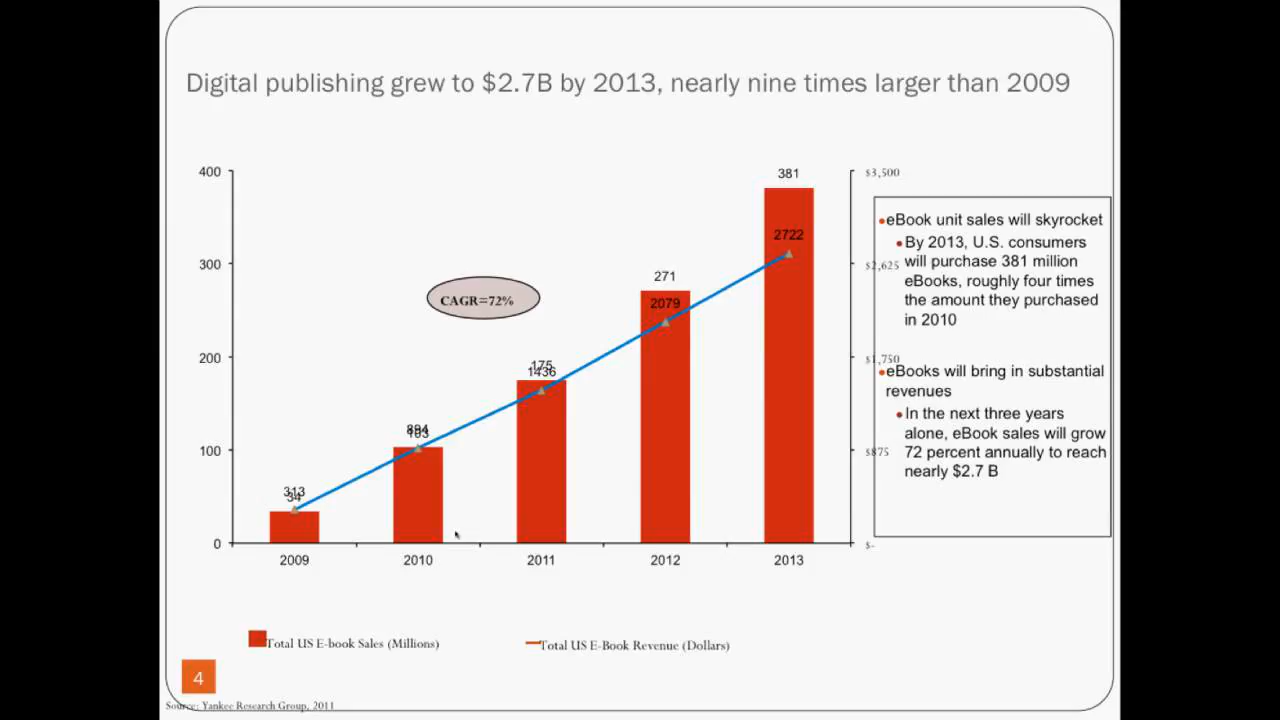 Digital publishing grew to $2.7B by 2013, nearly nine times larger than 2009
400
300
200
100
0
313
34
894
103
175
1436
271
2079
381
2722
CAGR=72%
2009 2010 2011 2012 2013
$3,500
$2,625
$1,750
$875
$-
•eBook unit sales will skyrocket
•By 2013, U.S. consumers
will purchase 381 million
eBooks, roughly four times
the amount they purchased
in 2010
•eBooks will bring in substantial
revenues
•In the next three years
alone, eBook sales will grow
72 percent annually to reach
nearly $2.7 B
Total US E-book Sales (Millions)
Total US E-Book Revenue (Dollars)
4
Source: Yankee Research Group, 2011